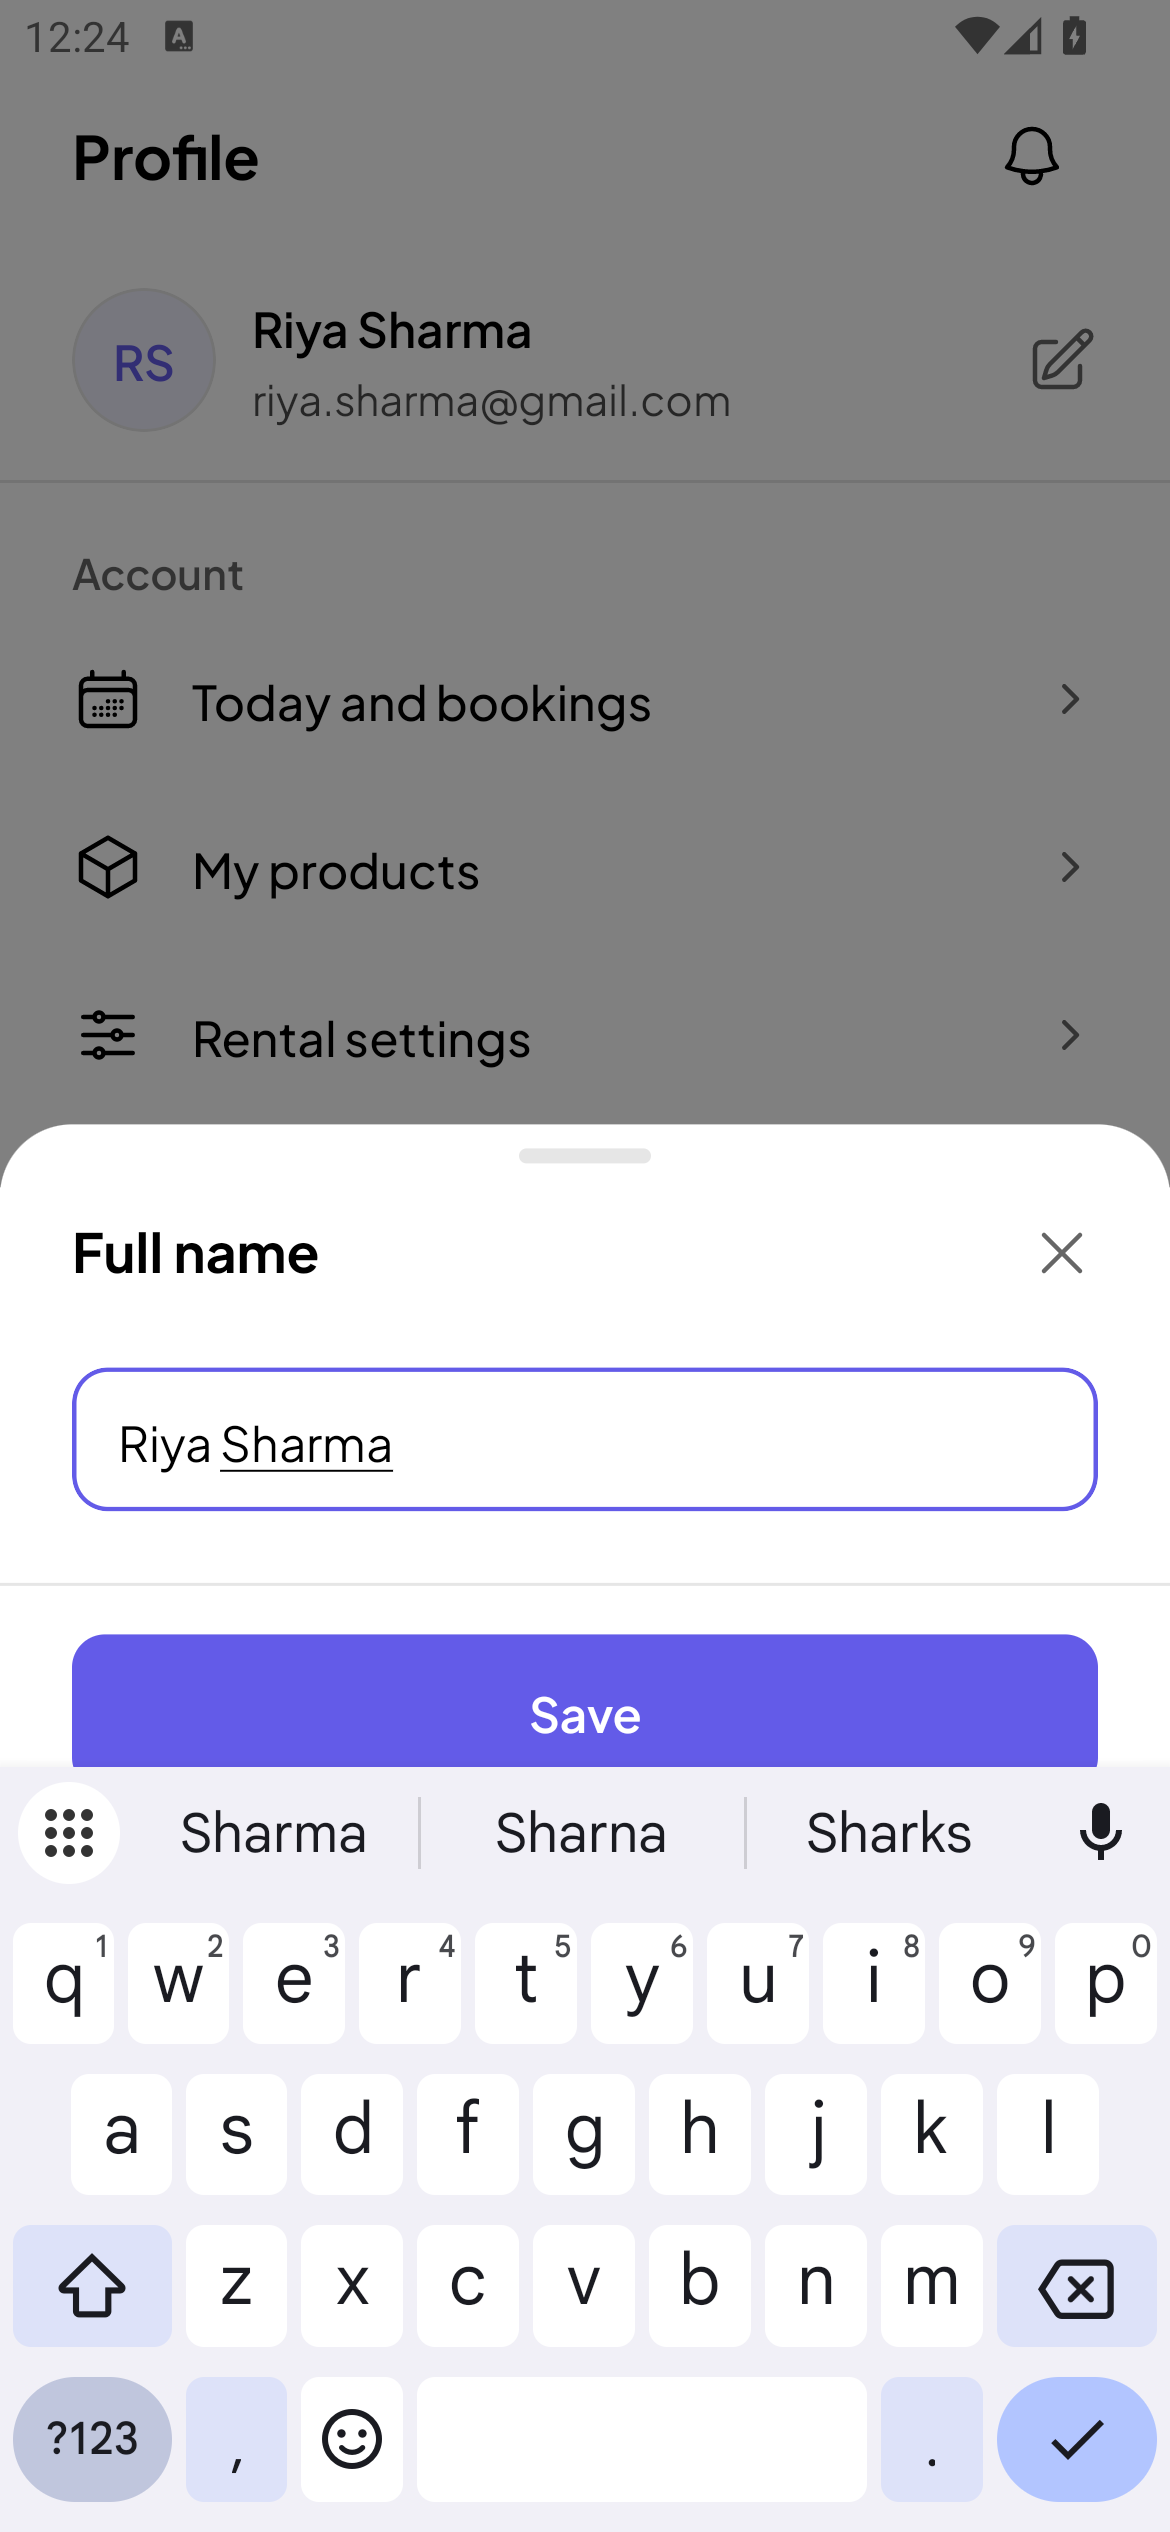 12:24
Profile
RS
Riya Sharma
riya.sharma@gmail.com
Account
Today and bookings
My products
Rental settings
Full name
Riya Sharma
Save
Sharma Sharna Sharks
q1 w2 e3 r4 t5 y6 u7 i8 o9 p0
a s d f g h j k l
z x c v b n m
?123 , .